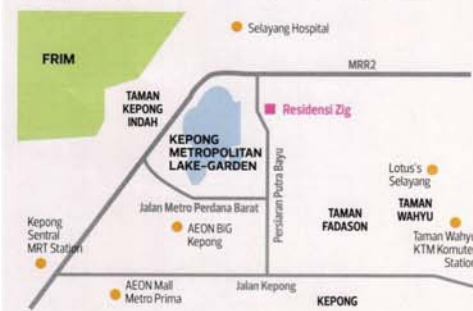 Selayang Hospital
FRIM
MRR2
TAMAN
KEPONG
INDAH
Residensi Zig
KEPONG
METROPOLITAN
LAKE-GARDEN
Persiaran Putra Bayu
Lotus's
Selayang
Jalan Metro Perdana Barat
TAMAN
FADASON
TAMAN
WAHYU
Kepong
Sentral
MRT Station
AEON BiG
Kepong
Taman Wahyu
KTM Komuter
Station
AEON Mall
Metro Prima
Jalan Kepong
KEPONG